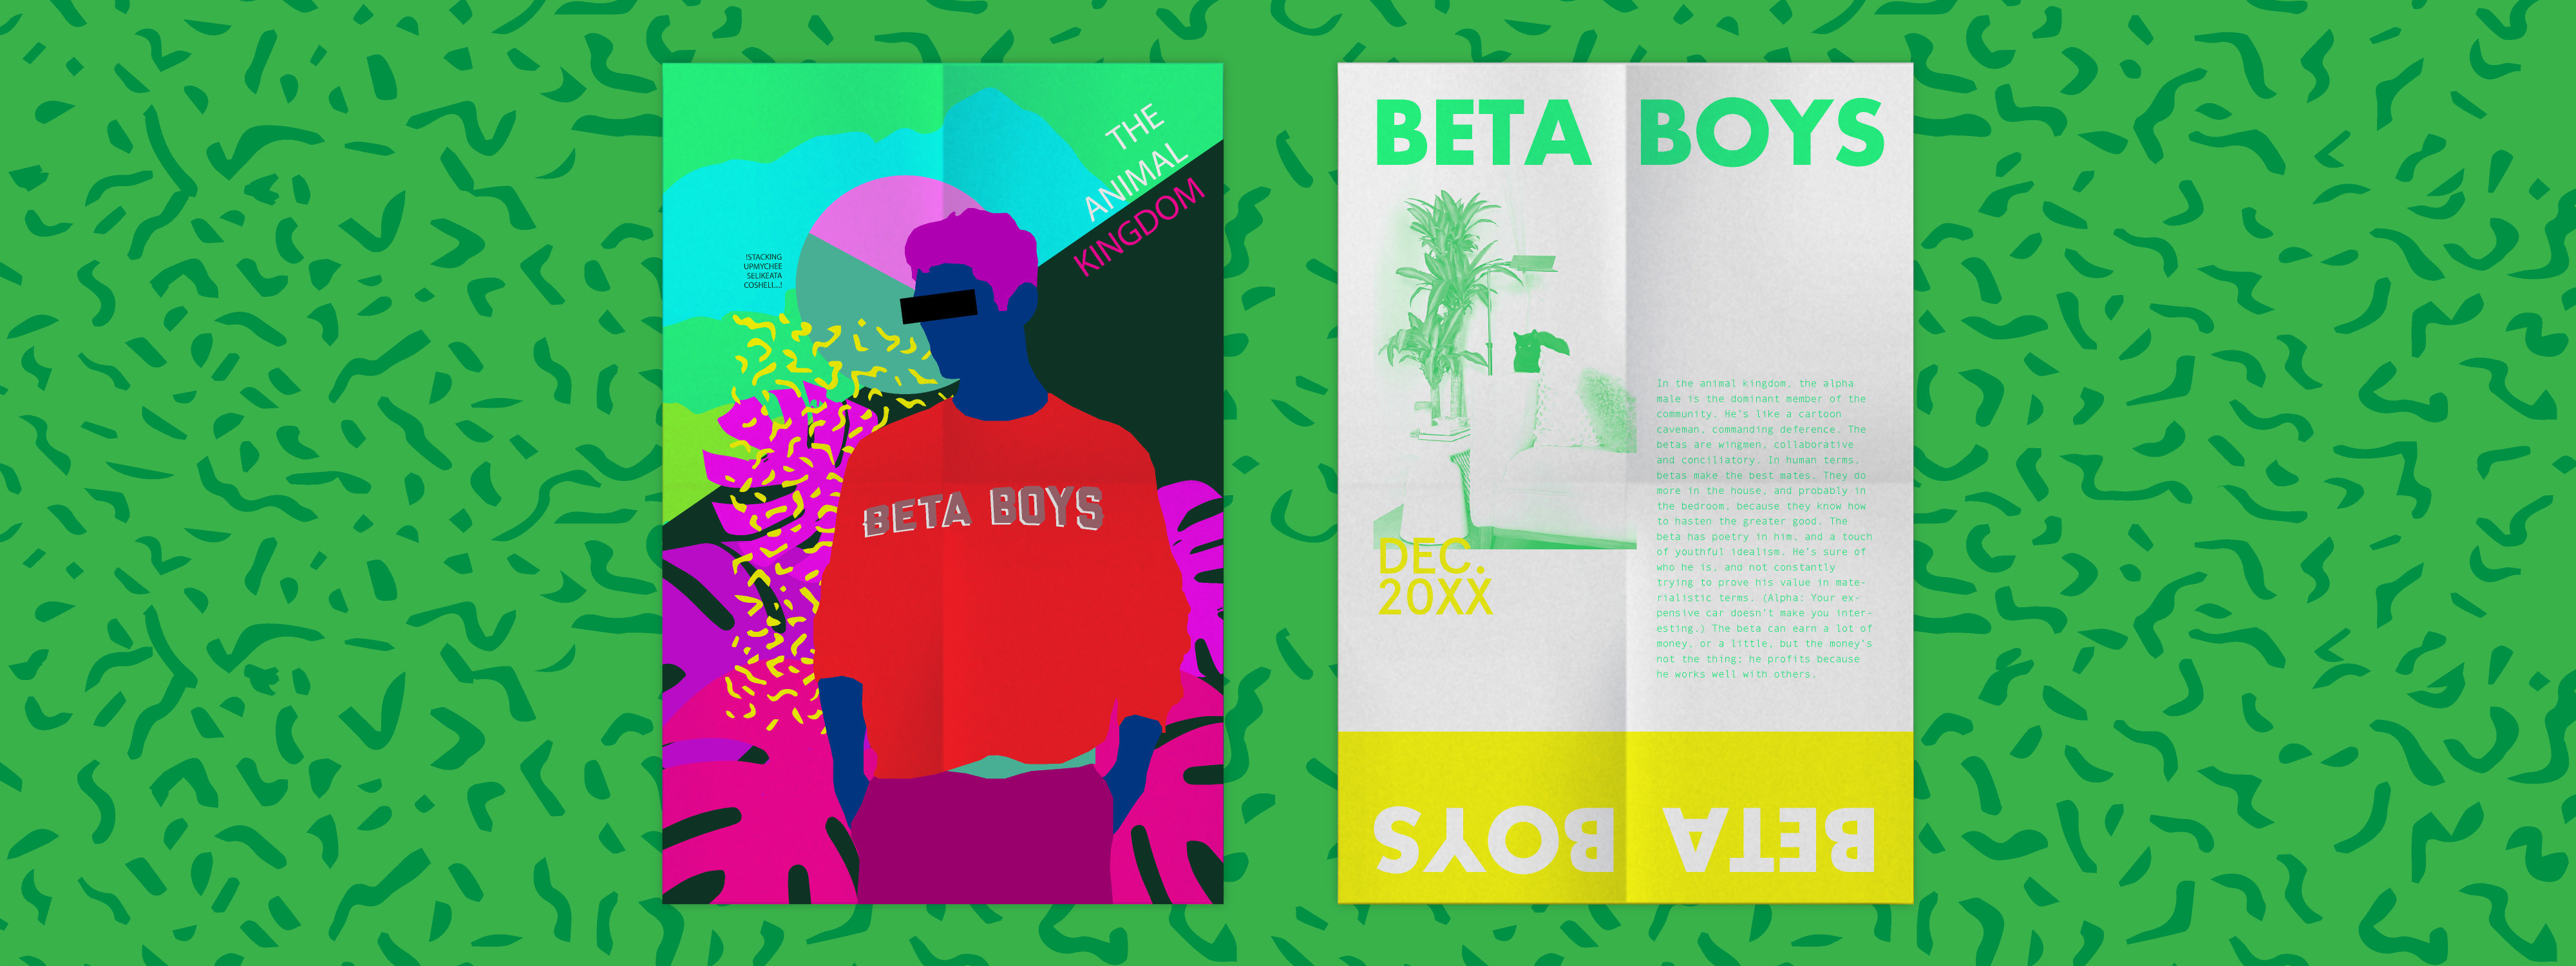 THE
ANIMAL
KINGDOM
!STACKING
UPMYCHEE
SELIKEATA
COSHELL...!
BETA BOYS
BETA BOYS
In the animal kingdom, the alpha
male is the dominant member of the
community. He's like a cartoon
caveman, commanding deference. The
betas are wingmen, collaborative
and conciliatory. In human terms,
betas make the best mates. They do
more in the house, and probably in
the bedroom, because they know how
to hasten the greater good. The
beta has poetry in him, and a touch
of youthful idealism. He's sure of
who he is, and not constantly
trying to prove his value in mate-
rialistic terms. (Alpha: Your ex-
pensive car doesn't make you inter-
esting.) The beta can earn a lot of
money, or a little, but the money's
not the thing; he profits because
he works well with others.
DEC.
20XX
BETA BOYS